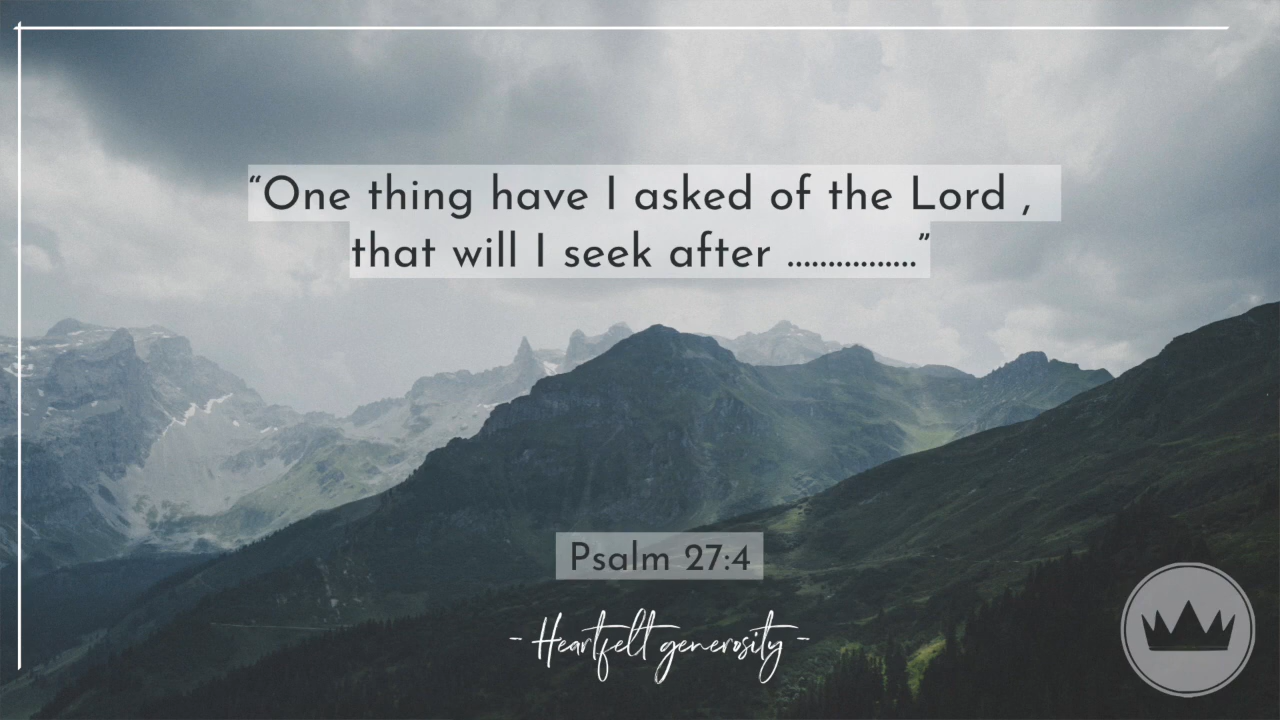 “One thing have I asked of the Lord ,
that will I seek after ................”
Psalm 27:4
- Heartfelt generosity -